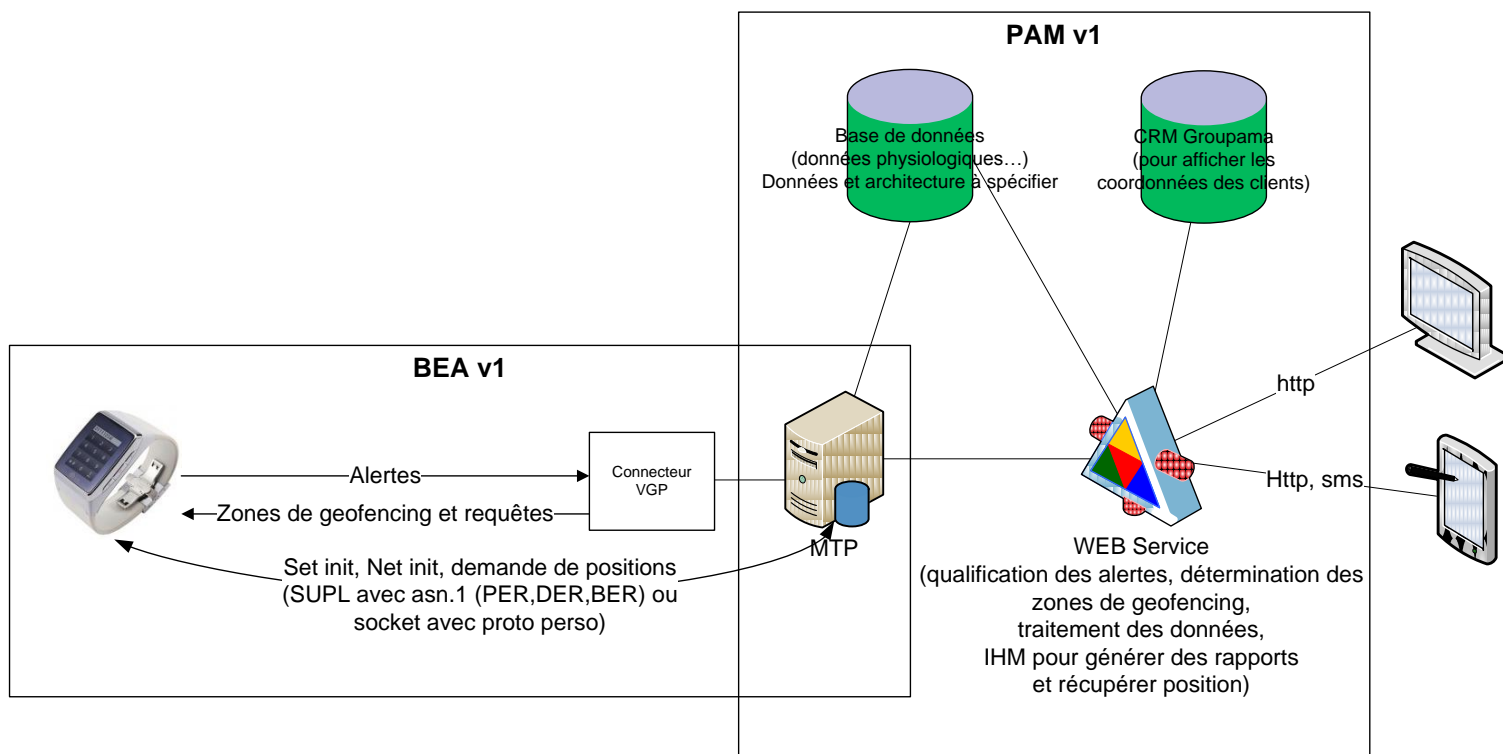 PAM v1
Base de données
(données physiologiques…)
Données et architecture à spécifier
CRM Groupama
(pour afficher les
coordonnées des clients)
BEA v1
Alertes
Zones de geofencing et requêtes
Connecteur
VGP
Set init, Net init, demande de positions
(SUPL avec asn.1 (PER,DER,BER) ou
socket avec proto perso)
MTP
http
Http, sms
WEB Service
(qualification des alertes, détermination des
zones de geofencing,
traitement des données,
IHM pour générer des rapports
et récupérer position)